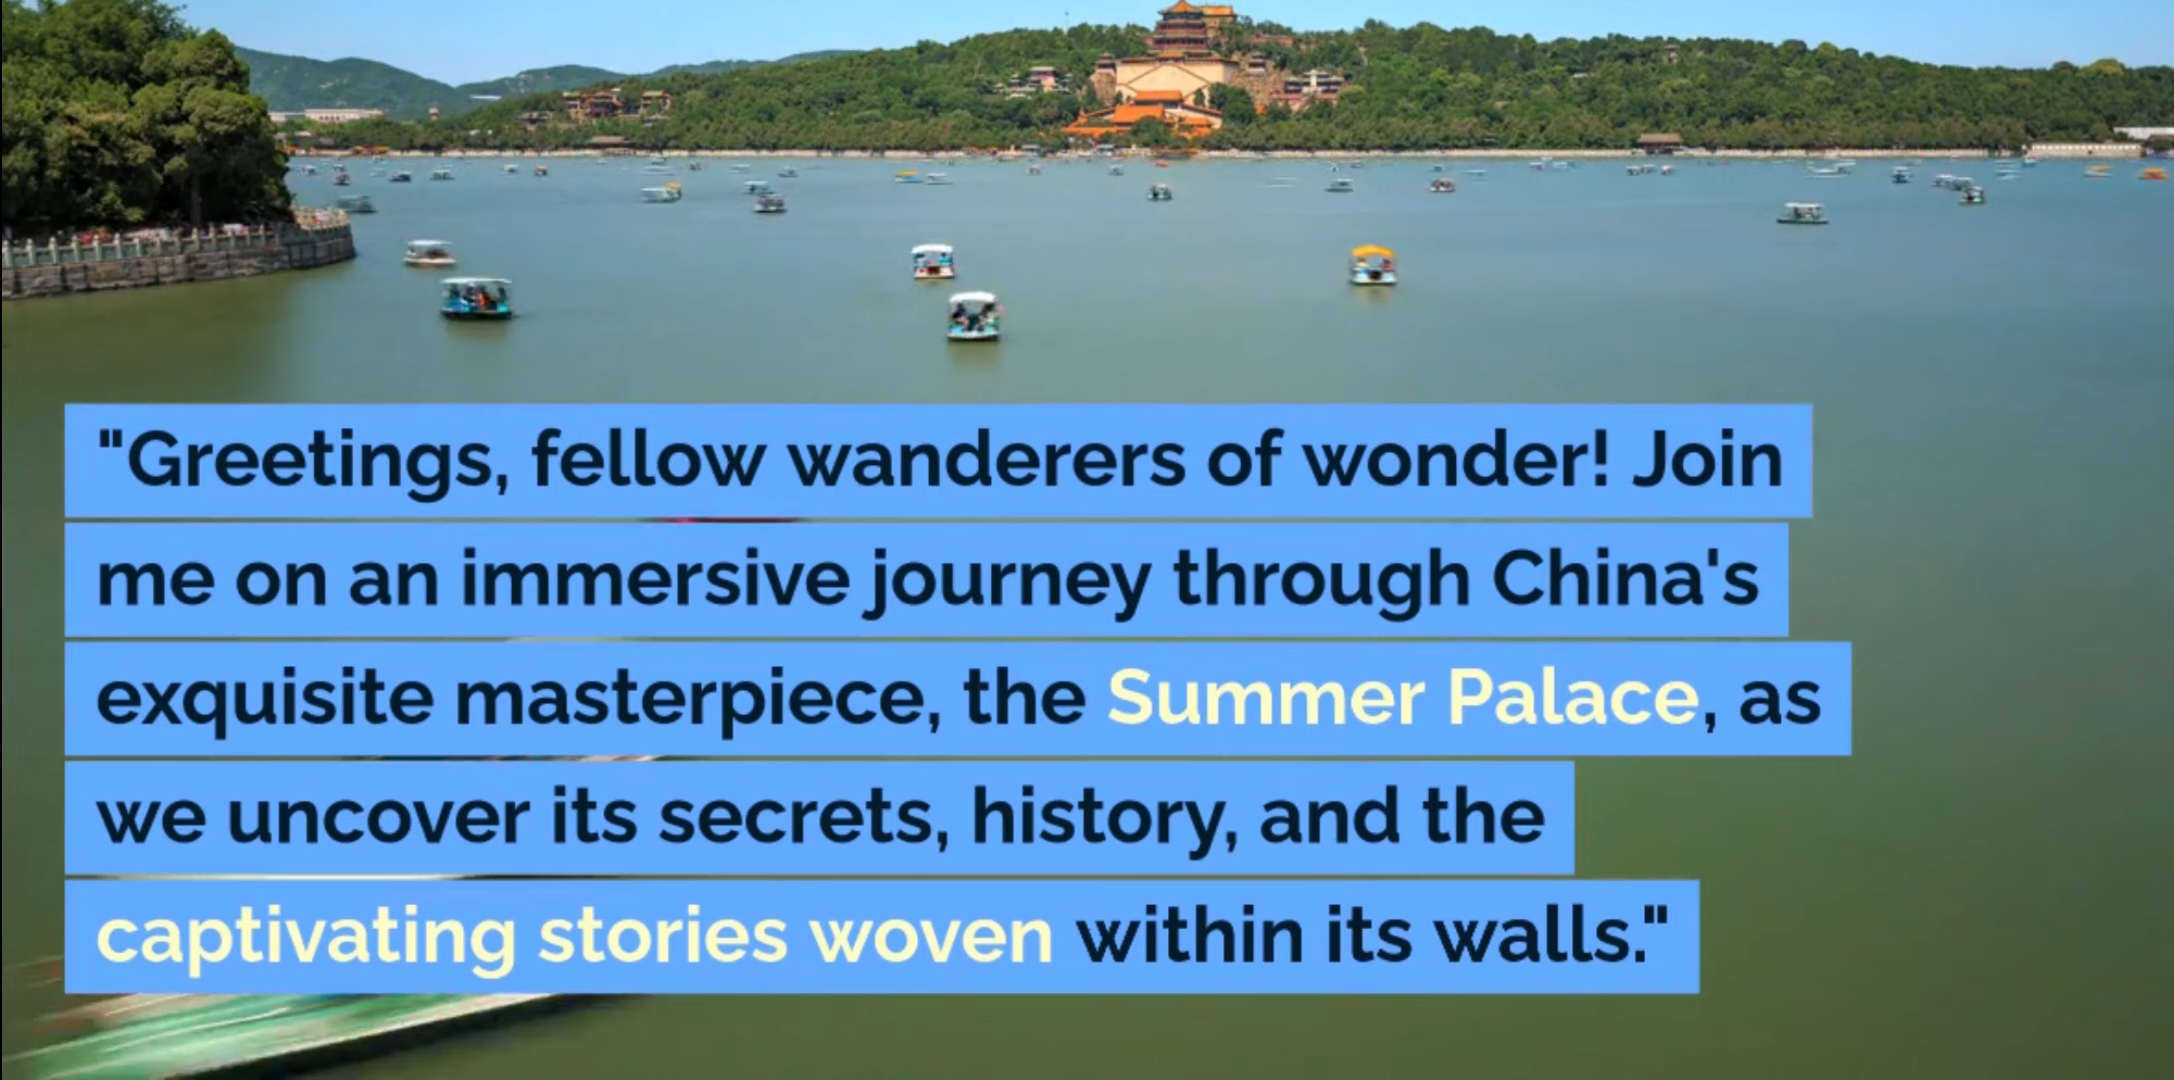 "Greetings, fellow wanderers of wonder! Join
me on an immersive journey through China's
exquisite masterpiece, the Summer Palace, as
we uncover its secrets, history, and the
captivating stories woven within its walls."